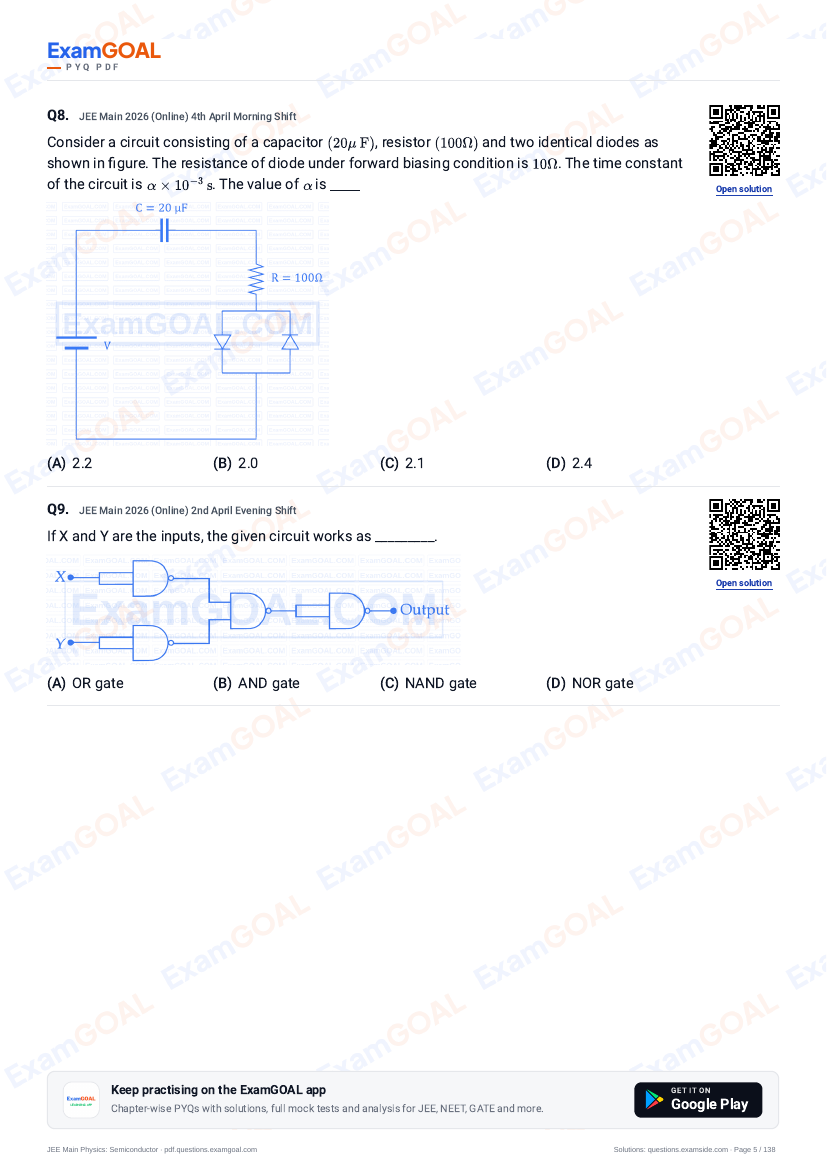 ExamGOAL
PYQ PDF
Q8. JEE Main 2026 (Online) 4th April Morning Shift
Consider a circuit consisting of a capacitor (20μ F), resistor (100Ω) and two identical diodes as
shown in figure. The resistance of diode under forward biasing condition is 10Ω. The time constant
of the circuit is α × 10⁻³ s. The value of α is ____
Open solution
C = 20 μF
R = 100Ω
ExamGOAL.COM
V
(A) 2.2 (B) 2.0 (C) 2.1 (D) 2.4
Q9. JEE Main 2026 (Online) 2nd April Evening Shift
If X and Y are the inputs, the given circuit works as _________.
Open solution
X
ExamGOAL.COM
Output
Y
(A) OR gate (B) AND gate (C) NAND gate (D) NOR gate
ExamGOAL
Keep practising on the ExamGOAL app
Chapter-wise PYQs with solutions, full mock tests and analysis for JEE, NEET, GATE and more.
GET IT ON
Google Play
JEE Main Physics: Semiconductor · pdf.questions.examgoal.com Solutions: questions.examside.com · Page 5 / 138